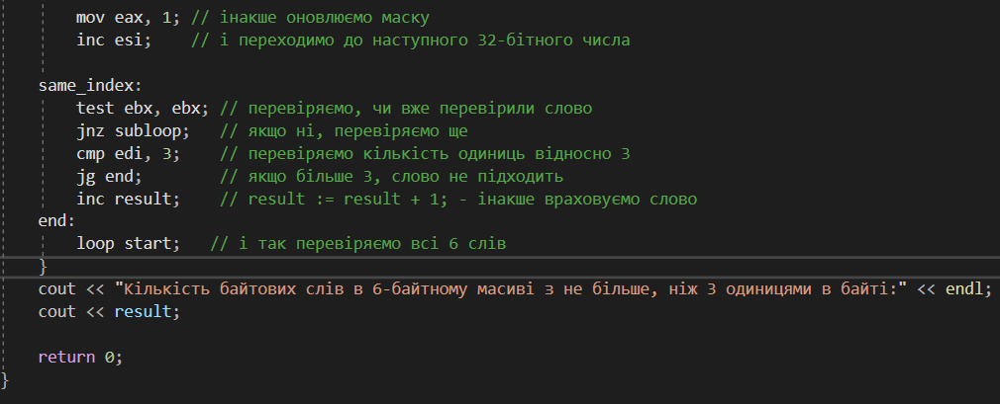 mov eax, 1; // інакше оновлюємо маску
inc esi; // і переходимо до наступного 32-бітного числа
same_index:
test ebx, ebx; // перевіряємо, чи вже перевірили слово
jnz subloop; // якщо ні, перевіряємо ще
cmp edi, 3; // перевіряємо кількість одиниць відносно 3
jg end; // якщо більше 3, слово не підходить
inc result; // result := result + 1; - інакше враховуємо слово
end:
loop start; // і так перевіряємо всі 6 слів
}
cout << "Кількість байтових слів в 6-байтному масиві з не більше, ніж 3 одиницями в байті:" << endl;
cout << result;
return 0;
}